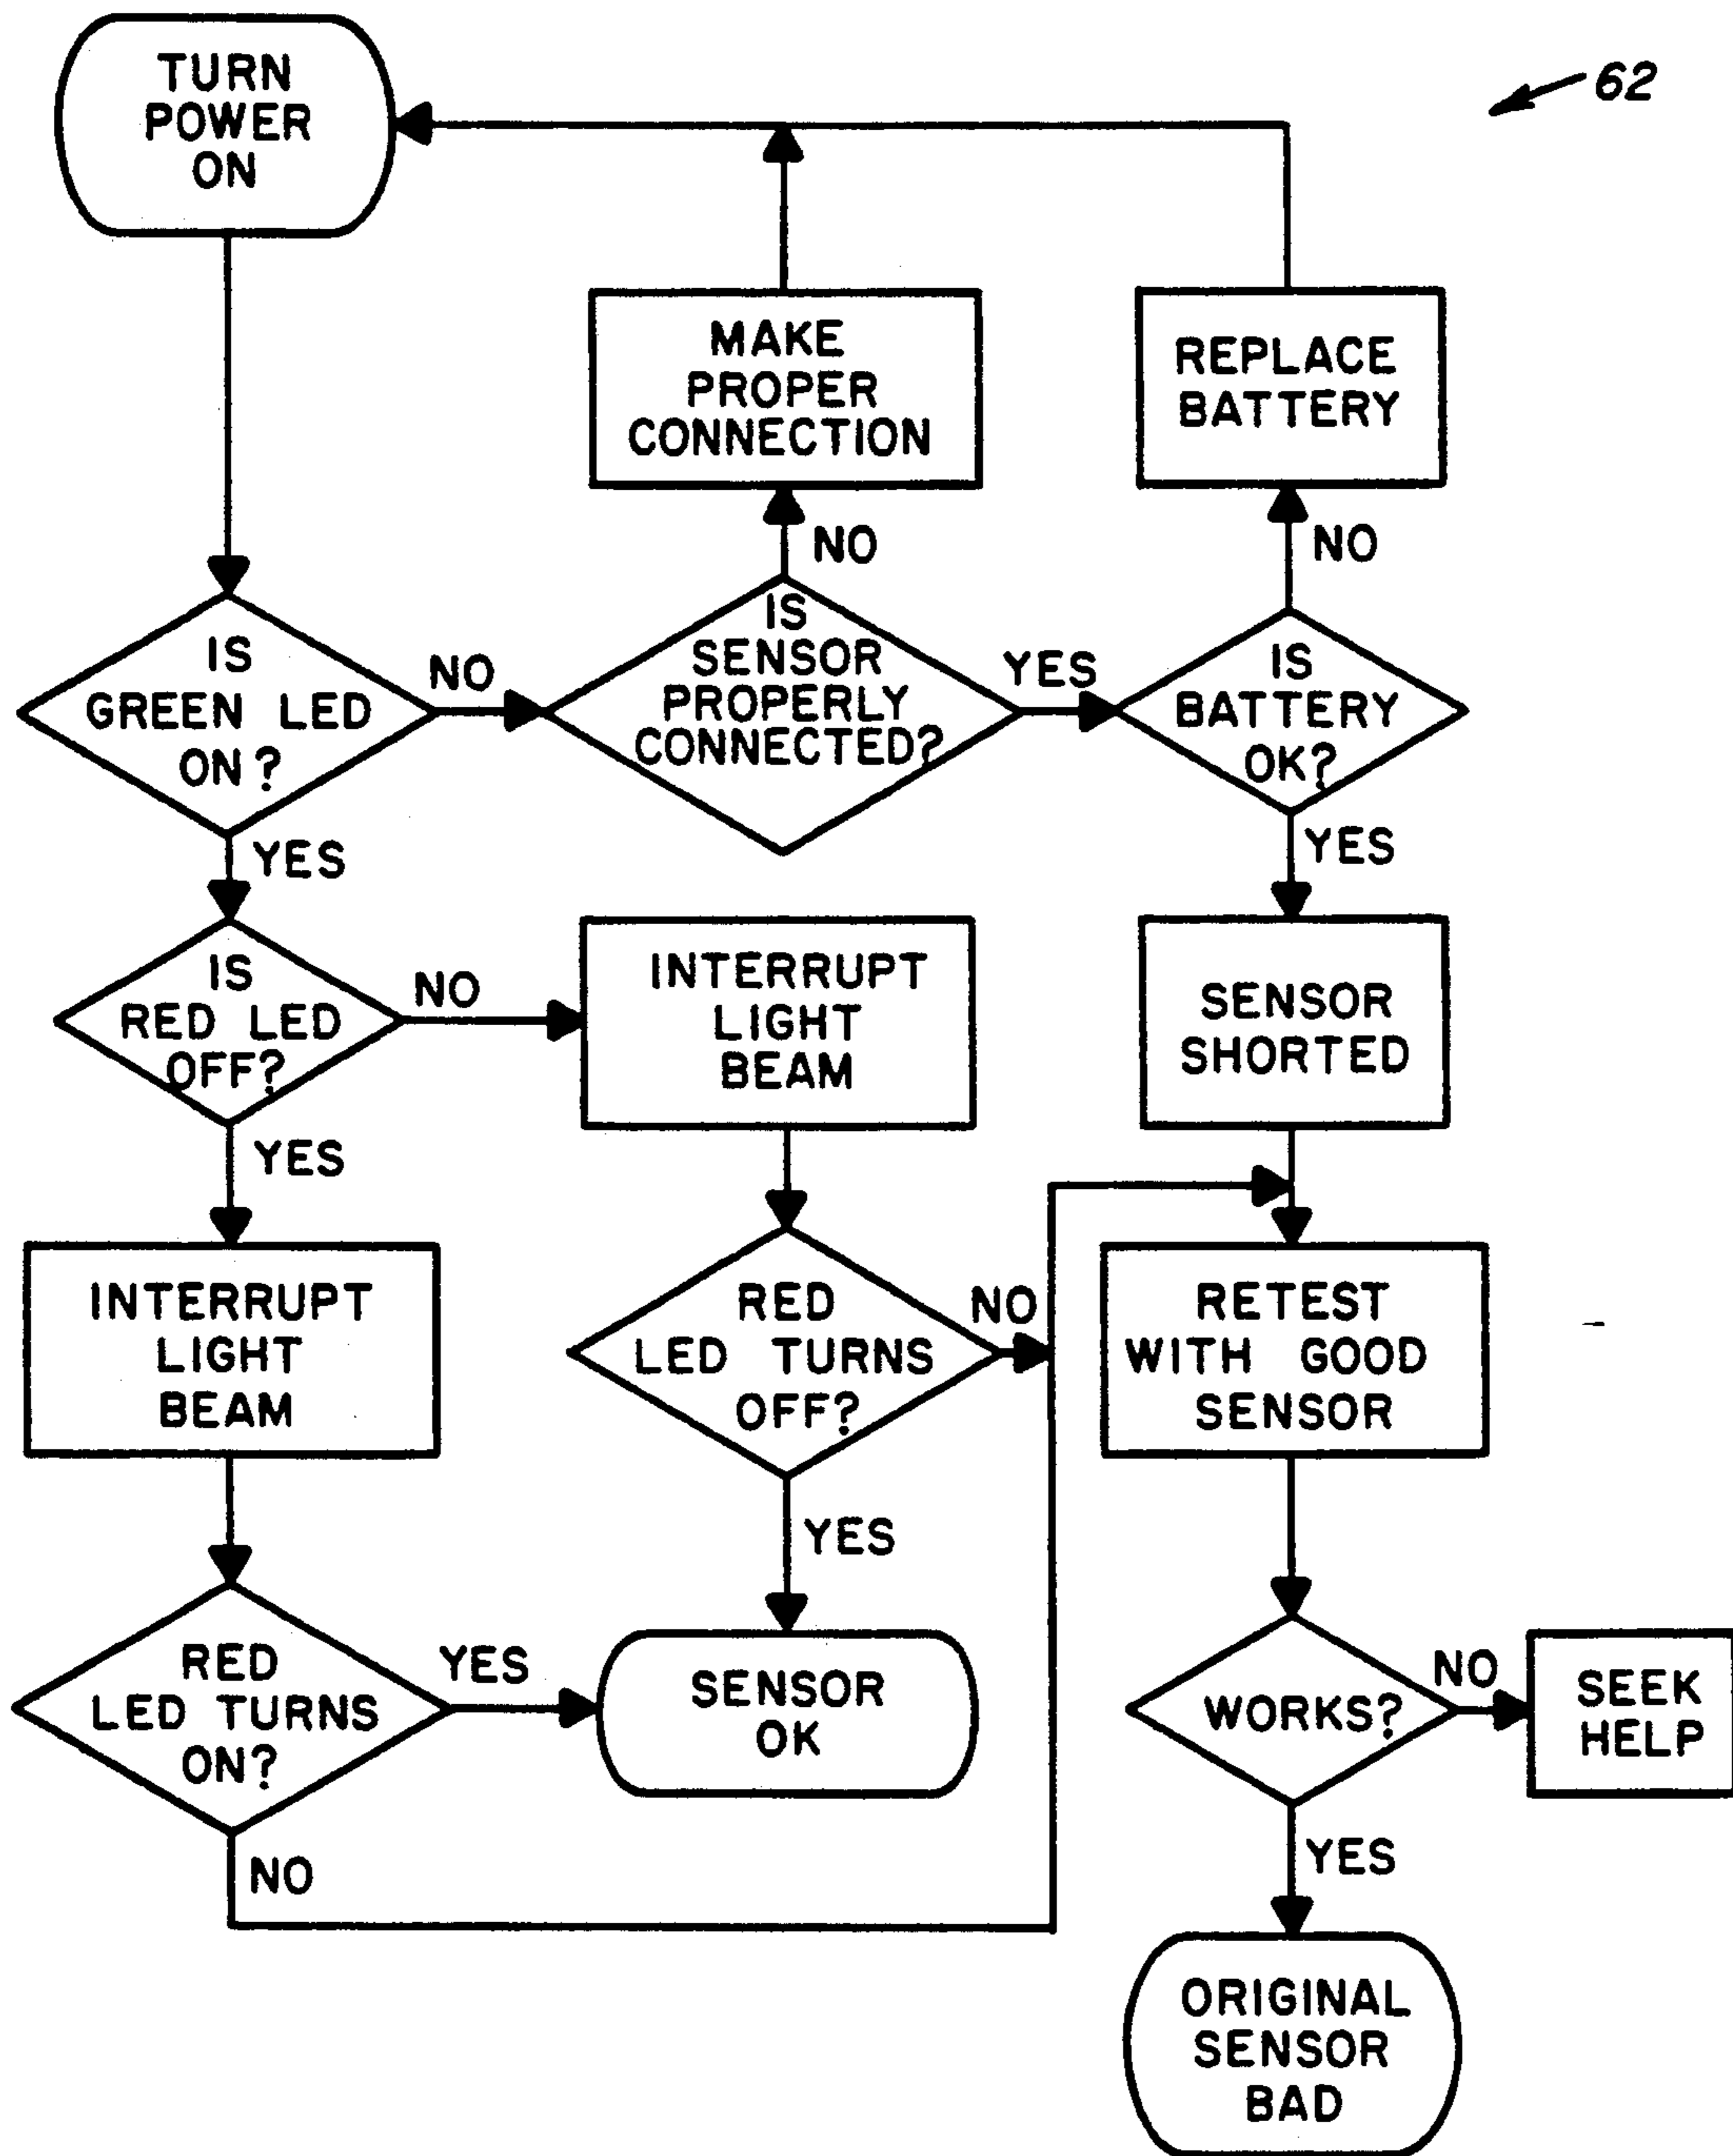 TURN
POWER
ON
62
MAKE
PROPER
CONNECTION
REPLACE
BATTERY
NO
NO
IS
GREEN LED
ON?
NO
IS
SENSOR
PROPERLY
CONNECTED?
YES
IS
BATTERY
OK?
YES
YES
IS
RED LED
OFF?
NO
INTERRUPT
LIGHT
BEAM
SENSOR
SHORTED
YES
INTERRUPT
LIGHT
BEAM
RED
LED TURNS
OFF?
NO
RETEST
WITH GOOD
SENSOR
YES
RED
LED TURNS
ON?
YES
SENSOR
OK
WORKS?
NO
SEEK
HELP
NO
YES
ORIGINAL
SENSOR
BAD